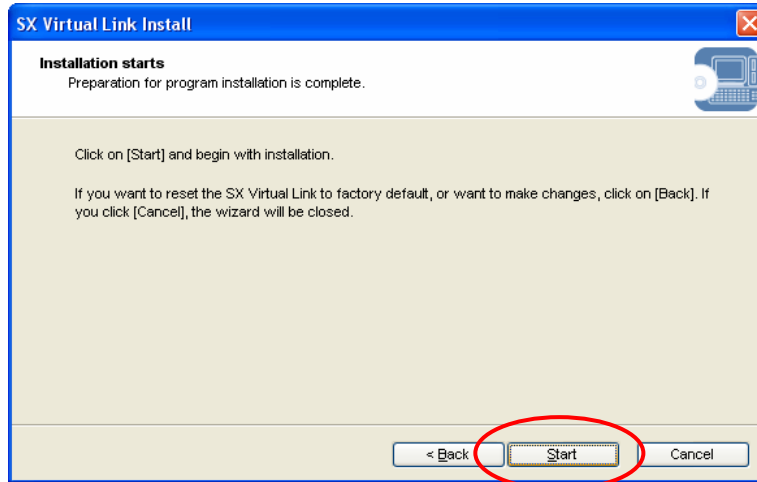 SX Virtual Link Install
Installation starts
Preparation for program installation is complete.
Click on [Start] and begin with installation.
If you want to reset the SX Virtual Link to factory default, or want to make changes, click on [Back]. If
you click [Cancel], the wizard will be closed.
< Back Start Cancel